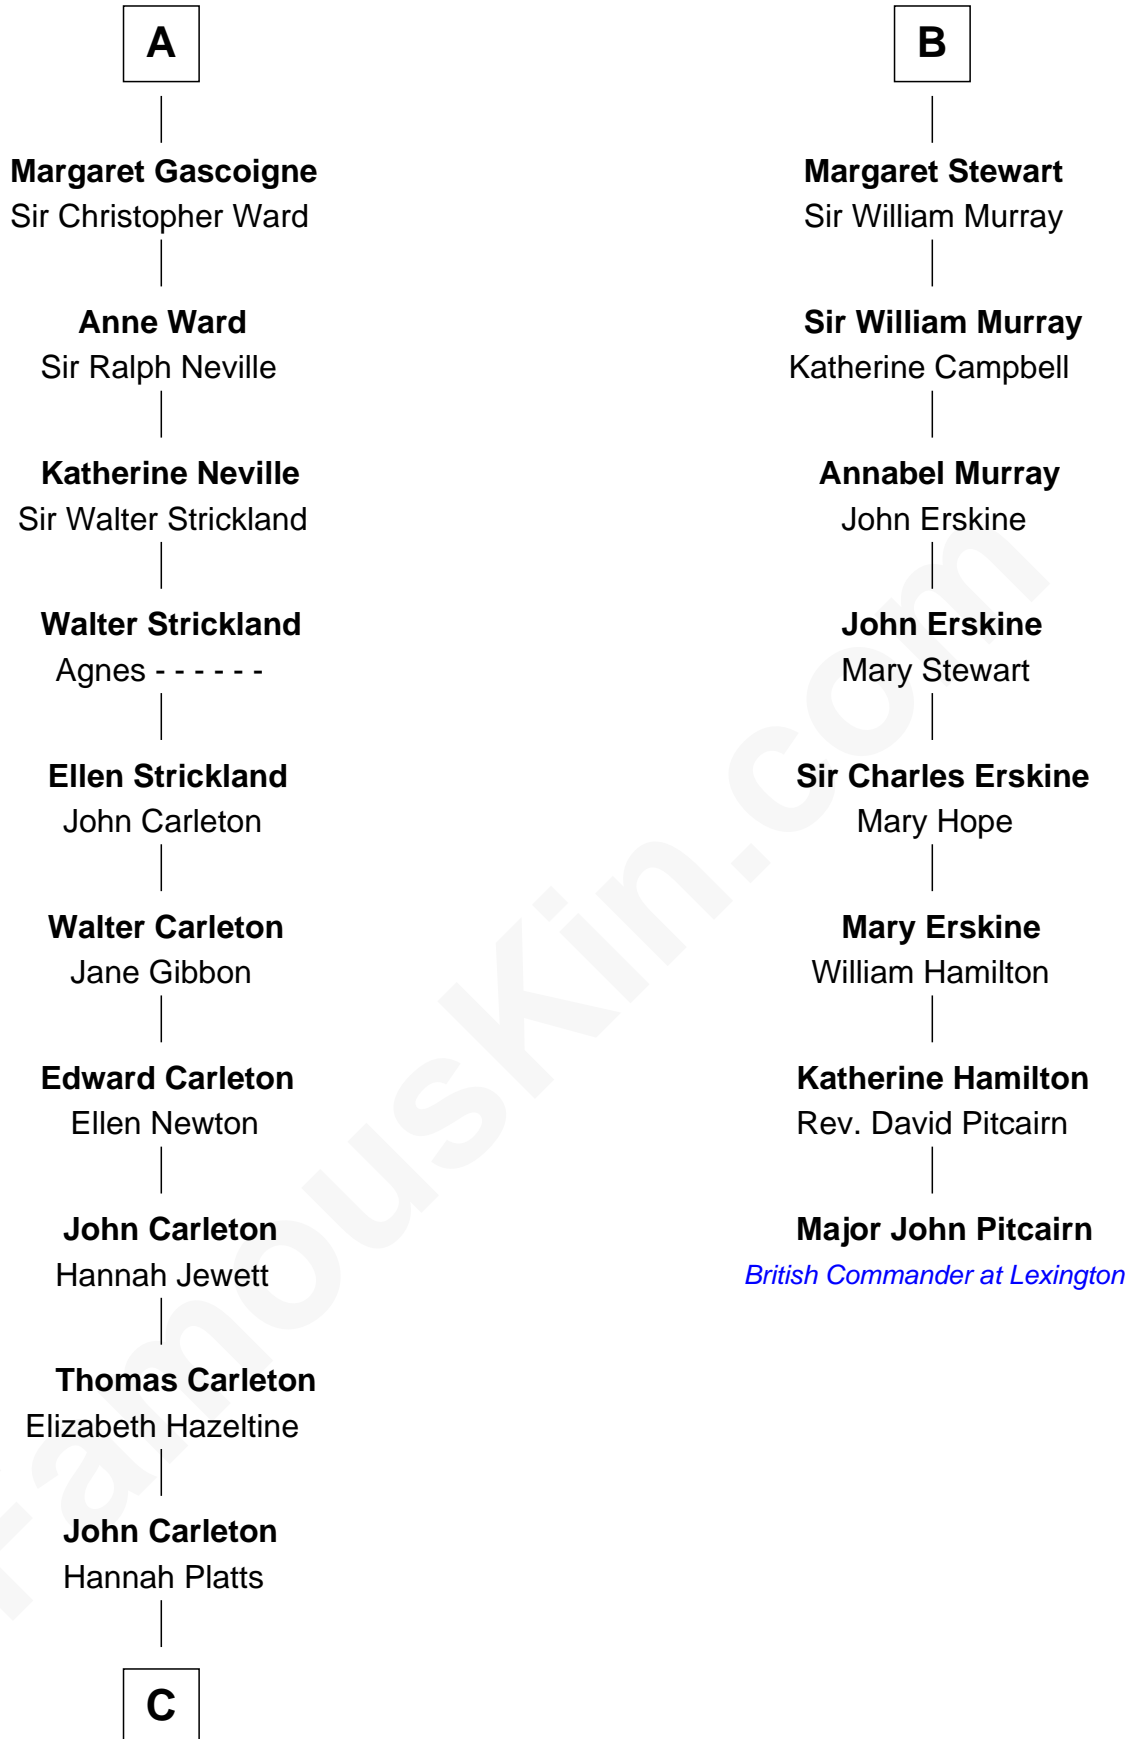 A
Margaret Gascoigne
Sir Christopher Ward
Anne Ward
Sir Ralph Neville
Katherine Neville
Sir Walter Strickland
Walter Strickland
Agnes - - - - - -
Ellen Strickland
John Carleton
Walter Carleton
Jane Gibbon
Edward Carleton
Ellen Newton
John Carleton
Hannah Jewett
Thomas Carleton
Elizabeth Hazeltine
John Carleton
Hannah Platts
C
B
Margaret Stewart
Sir William Murray
Sir William Murray
Katherine Campbell
Annabel Murray
John Erskine
John Erskine
Mary Stewart
Sir Charles Erskine
Mary Hope
Mary Erskine
William Hamilton
Katherine Hamilton
Rev. David Pitcairn
Major John Pitcairn
British Commander at Lexington
FamousKin.com